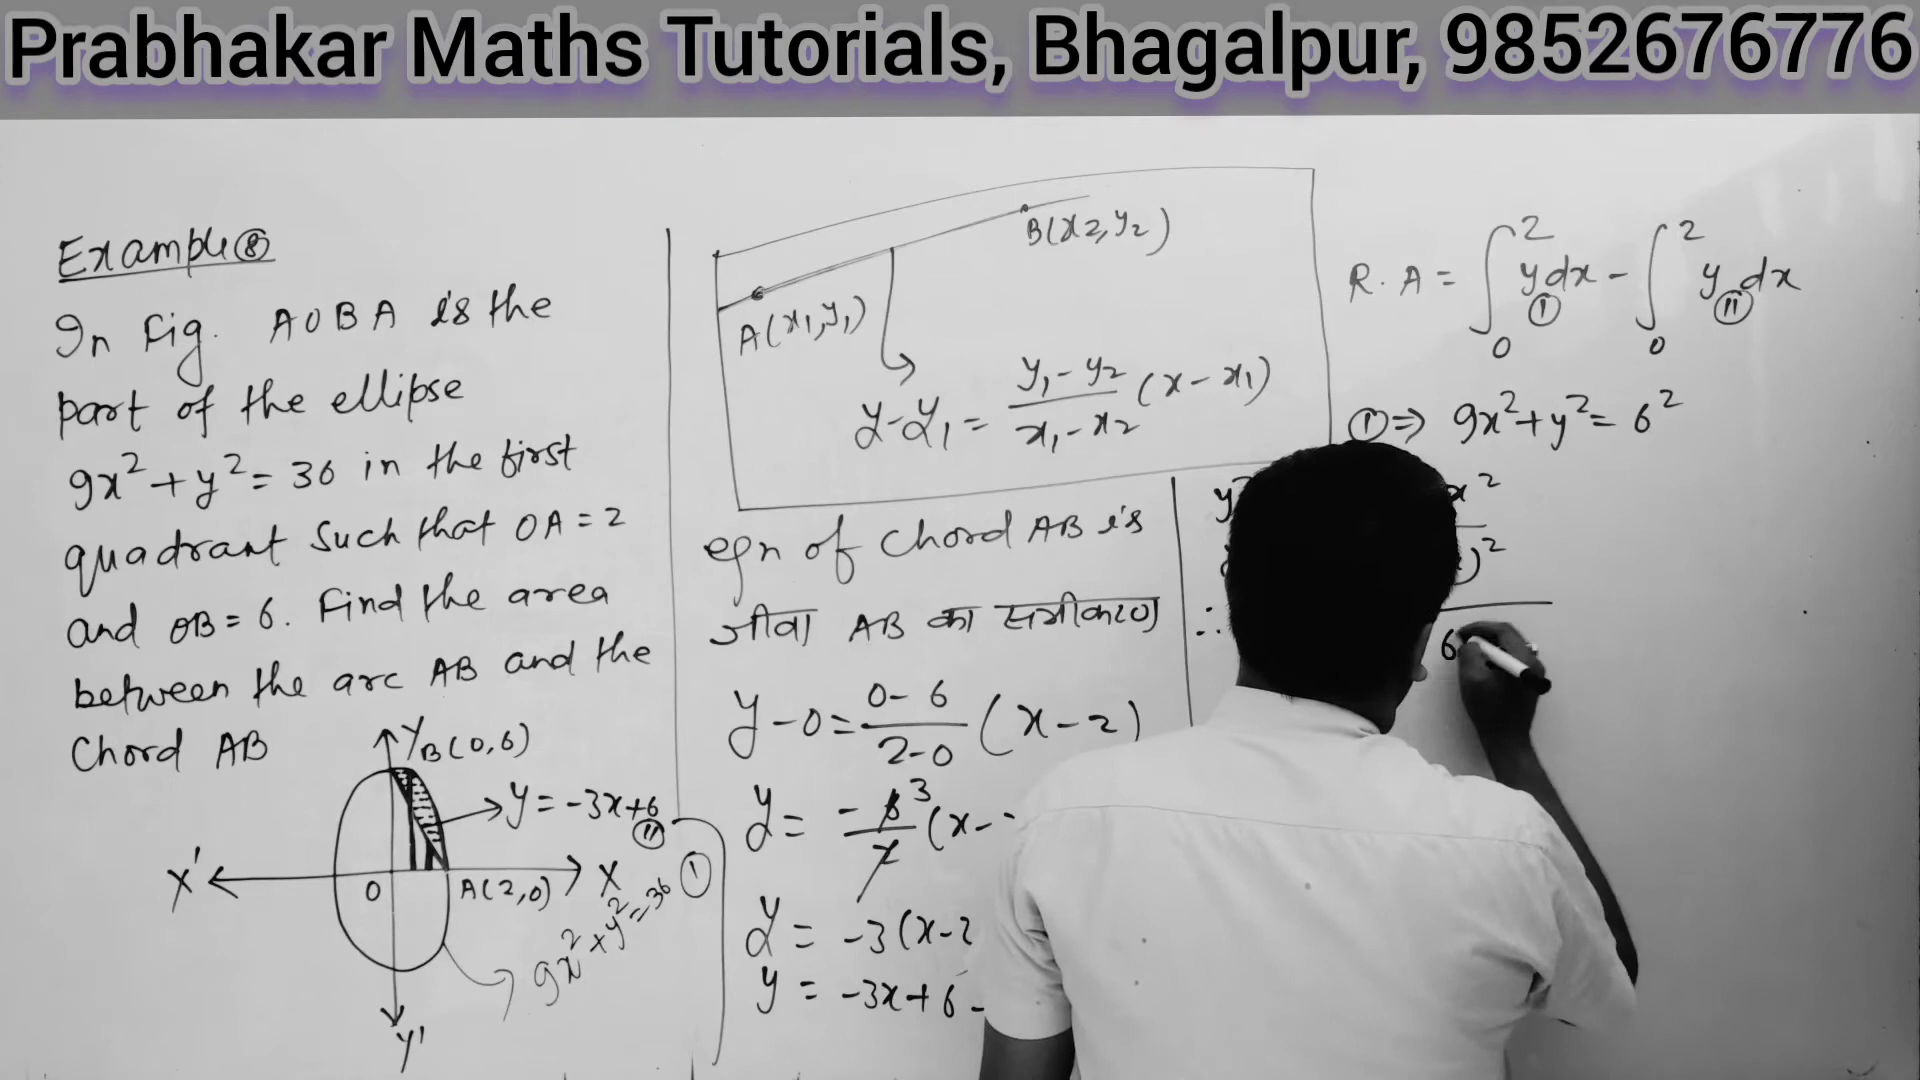 Prabhakar Maths Tutorials, Bhagalpur, 9852676776
Example ⑧
In Fig. AOBA is the
part of the ellipse
9x² + y² = 36 in the first
quadrant such that OA = 2
and OB = 6. Find the area
between the arc AB and the
Chord AB
Y
B(0,6)
y = -3x+6
Ⅱ
X'
O
A(2,0)
X
9x² + y² = 36 Ⅰ
Y'
B(x2, y2)
A(x1, y1)
y - y1 = (y1 - y2)/(x1 - x2) (x - x1)
eqn of chord AB is
जीवा AB का समीकरण
y - 0 = (0 - 6)/(2 - 0) (x - 2)
y =
y = -3(x-2
y = -3x+6
R.A = ∫₀² y Ⅰ dx - ∫₀² y Ⅱ dx
Ⅰ ⇒ 9x² + y² = 6²
x²
)²
∴
6